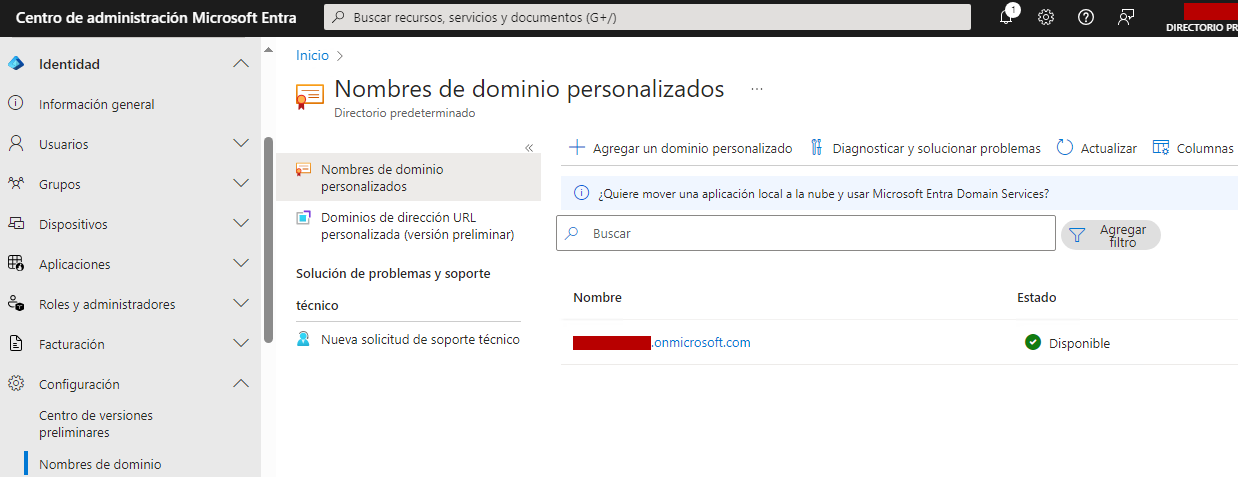 Centro de administración Microsoft Entra
Buscar recursos, servicios y documentos (G+/)
1
DIRECTORIO PR
Identidad
Información general
Usuarios
Grupos
Dispositivos
Aplicaciones
Roles y administradores
Facturación
Configuración
Centro de versiones
preliminares
Nombres de dominio
Inicio
Nombres de dominio personalizados
Directorio predeterminado
Nombres de dominio
personalizados
Dominios de dirección URL
personalizada (versión preliminar)
Solución de problemas y soporte
técnico
Nueva solicitud de soporte técnico
Agregar un dominio personalizado
Diagnosticar y solucionar problemas
Actualizar
Columnas
¿Quiere mover una aplicación local a la nube y usar Microsoft Entra Domain Services?
Buscar
Agregar
filtro
Nombre
Estado
.onmicrosoft.com
Disponible